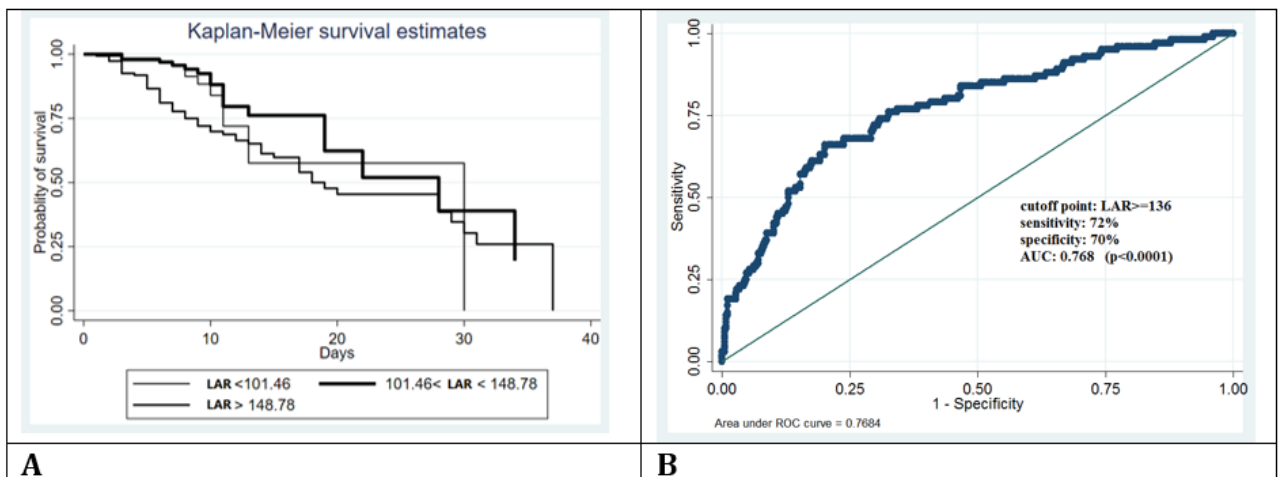 Kaplan-Meier survival estimates
Probablity of survival
1.00
0.75
0.50
0.25
0.00
0 10 20 30 40
Days
LAR <101.46 101.46< LAR < 148.78
LAR > 148.78
A
Sensitivity
1.00
0.75
0.50
0.25
0.00
cutoff point: LAR>=136
sensitivity: 72%
specificity: 70%
AUC: 0.768 (p<0.0001)
0.00 0.25 0.50 0.75 1.00
1 - Specificity
Area under ROC curve = 0.7684
B